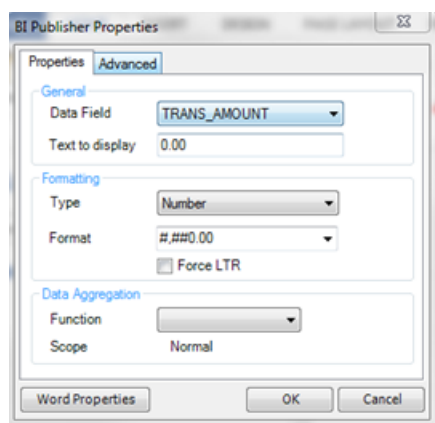 BI Publisher Properties
Properties Advanced
General
Data Field TRANS_AMOUNT
Text to display 0.00
Formatting
Type Number
Format #,##0.00
Force LTR
Data Aggregation
Function
Scope Normal
Word Properties OK Cancel